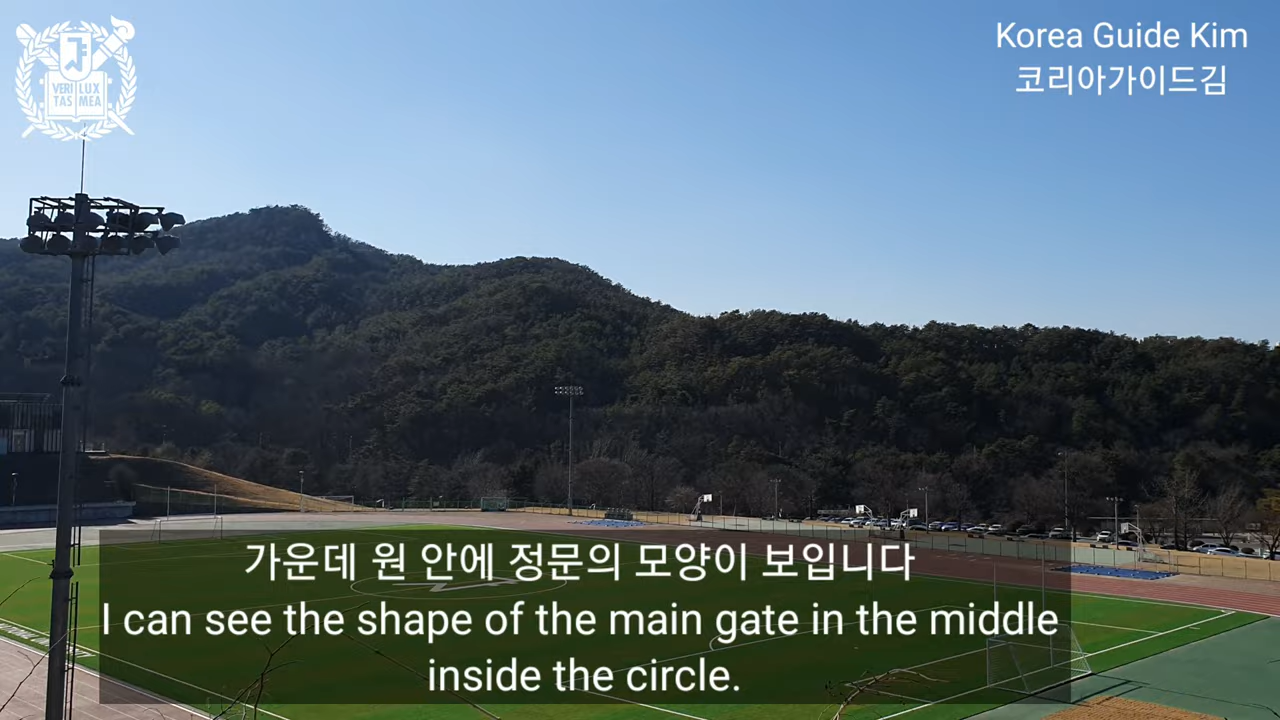 VERI LUX
TAS MEA
Korea Guide Kim
코리아가이드김
가운데 원 안에 정문의 모양이 보입니다
I can see the shape of the main gate in the middle
inside the circle.